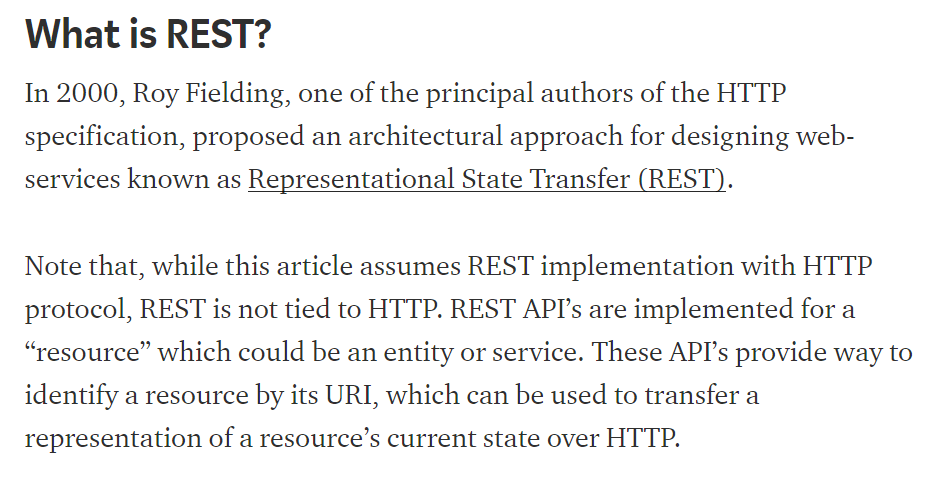 What is REST?
In 2000, Roy Fielding, one of the principal authors of the HTTP
specification, proposed an architectural approach for designing web-
services known as Representational State Transfer (REST).
Note that, while this article assumes REST implementation with HTTP
protocol, REST is not tied to HTTP. REST API’s are implemented for a
“resource” which could be an entity or service. These API’s provide way to
identify a resource by its URI, which can be used to transfer a
representation of a resource’s current state over HTTP.